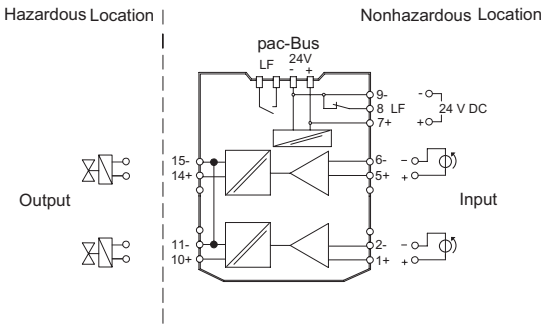 Hazardous Location
Nonhazardous Location
pac-Bus
LF 24V
- +
9- -
8 LF 24 V DC
7+ +
15- 6- -
14+ 5+ +
Output Input
11- 2- -
10+ 1+ +